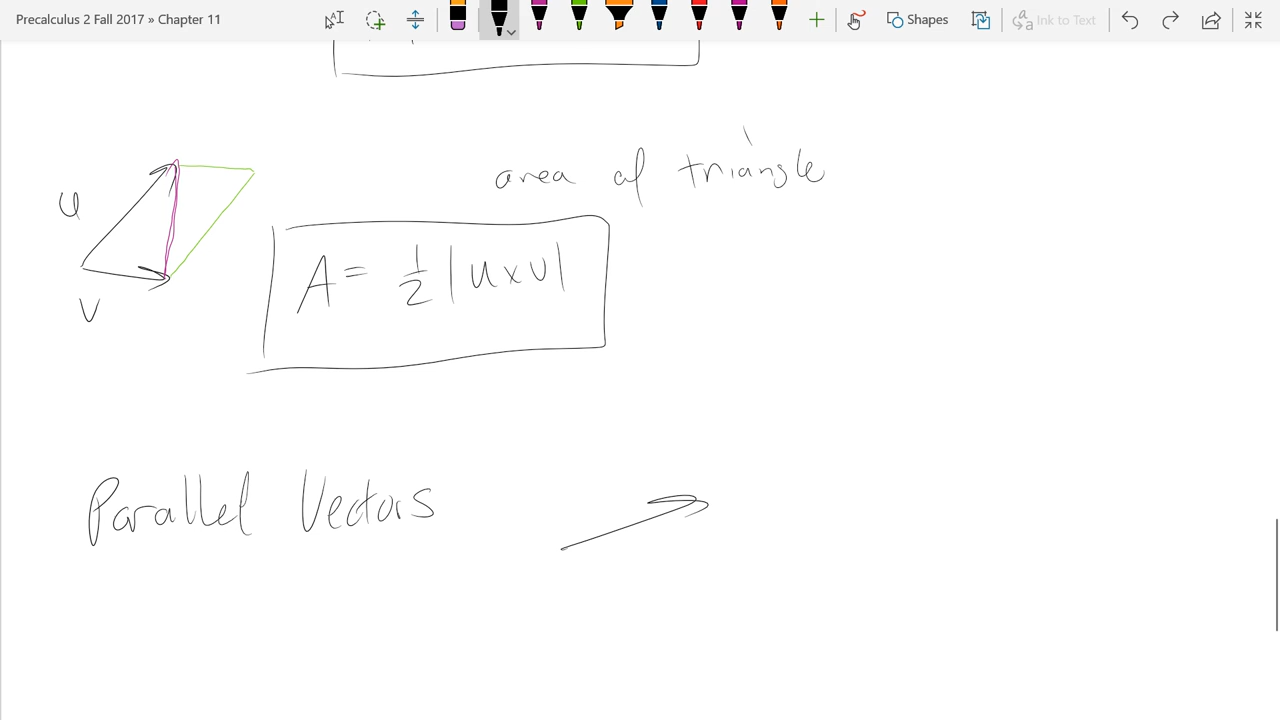 Precalculus 2 Fall 2017 » Chapter 11
Shapes
Ink to Text
area of triangle
u
A = 1/2 |u×v|
v
Parallel Vectors